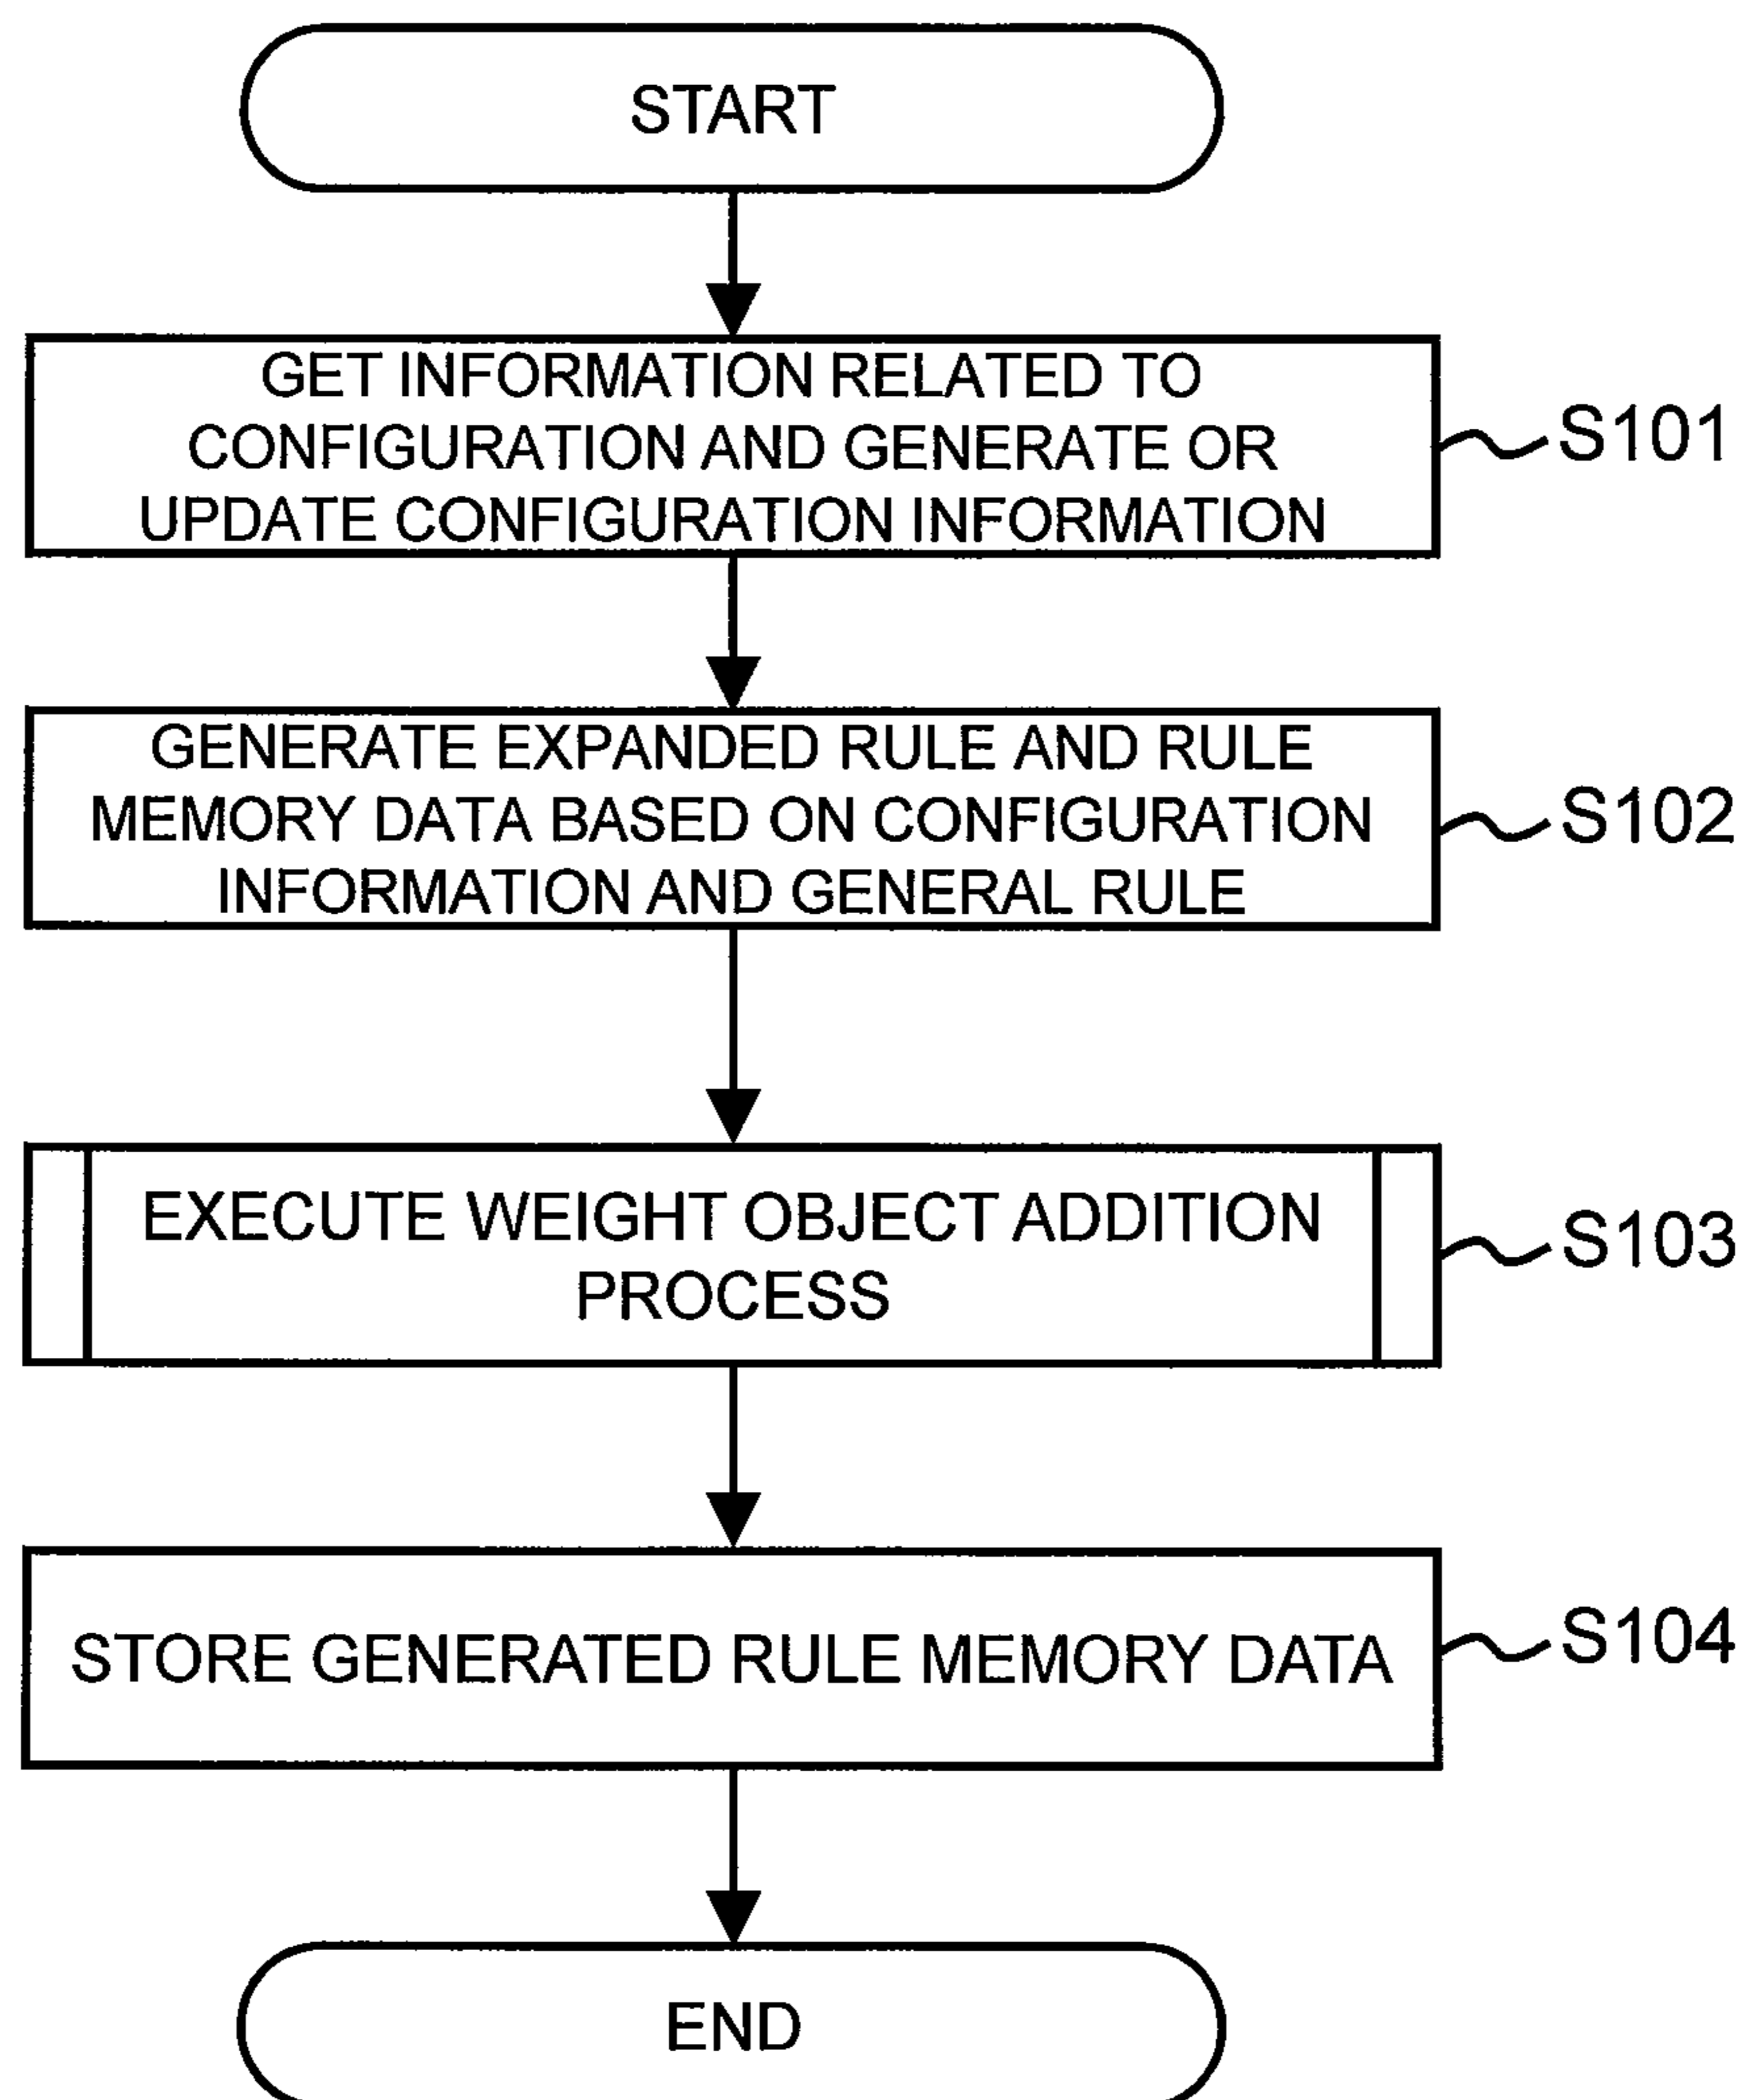 START
GET INFORMATION RELATED TO
CONFIGURATION AND GENERATE OR
UPDATE CONFIGURATION INFORMATION
S101
GENERATE EXPANDED RULE AND RULE
MEMORY DATA BASED ON CONFIGURATION
INFORMATION AND GENERAL RULE
S102
EXECUTE WEIGHT OBJECT ADDITION
PROCESS
S103
STORE GENERATED RULE MEMORY DATA
S104
END